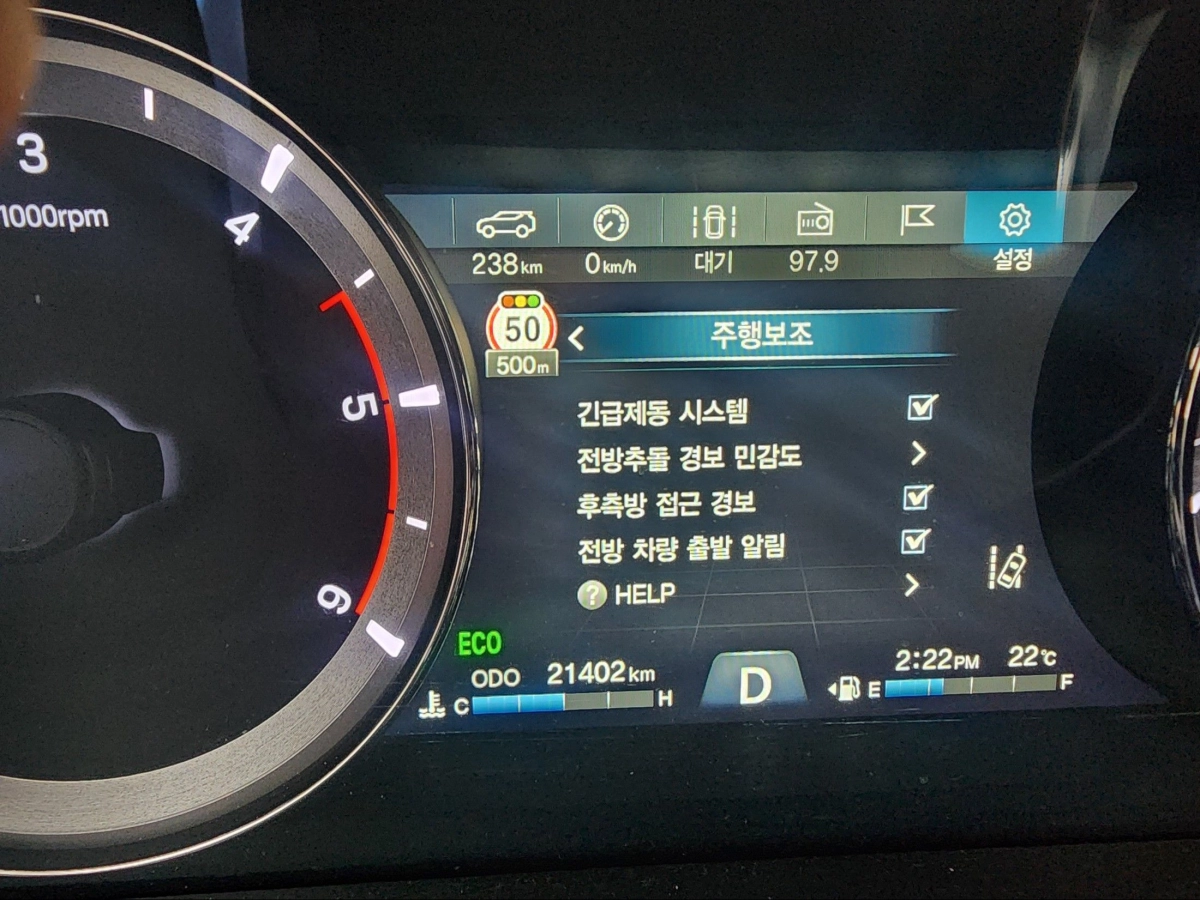 3
1000rpm
4
5
6
238km 0km/h 대기 97.9 설정
50
500m
주행보조
긴급제동 시스템
전방추돌 경보 민감도
후측방 접근 경보
전방 차량 출발 알림
? HELP
ECO
ODO 21402km
C H
D
2:22PM 22℃
E F